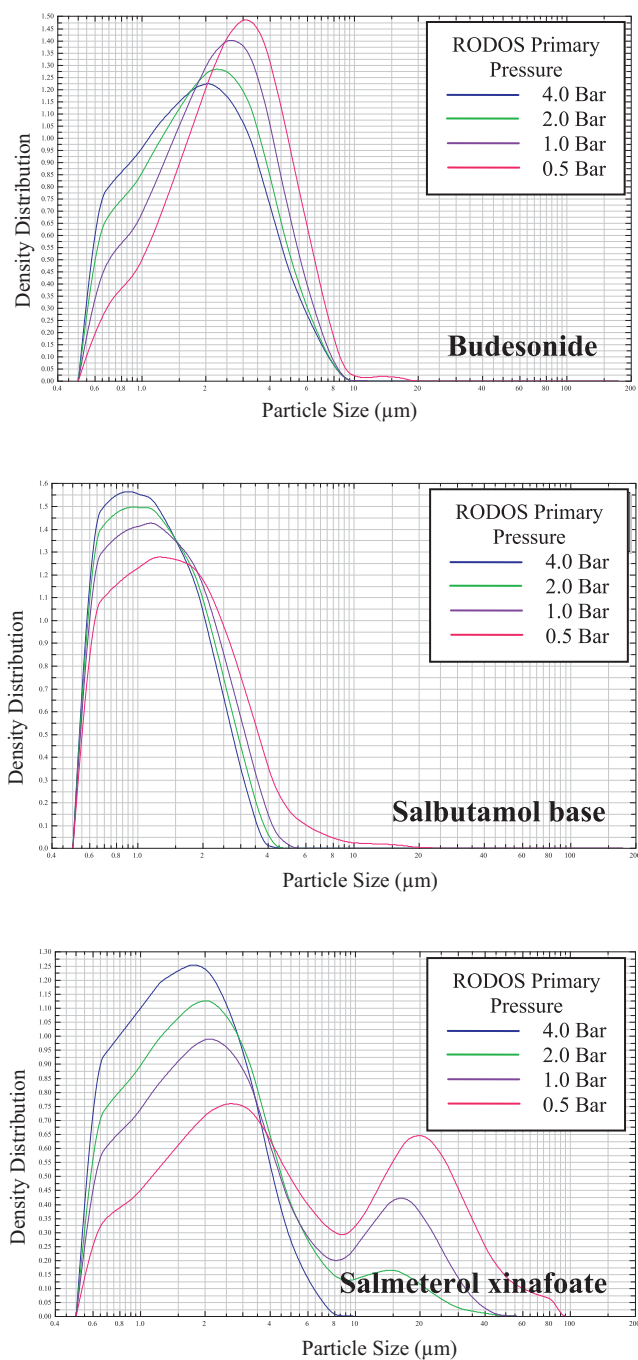 RODOS Primary
Pressure
4.0 Bar
2.0 Bar
1.0 Bar
0.5 Bar
1.50
1.45
1.40
1.35
1.30
1.25
1.20
1.15
1.10
1.05
1.00
0.95
0.90
0.85
0.80
0.75
0.70
0.65
0.60
0.55
0.50
0.45
0.40
0.35
0.30
0.25
0.20
0.15
0.10
0.05
0.00
Density Distribution
Budesonide
0.4 0.6 0.8 1.0 2 4 6 8 10 20 40 60 80 100 200
Particle Size (µm)
RODOS Primary
Pressure
4.0 Bar
2.0 Bar
1.0 Bar
0.5 Bar
1.6
1.5
1.4
1.3
1.2
1.1
1.0
0.9
0.8
0.7
0.6
0.5
0.4
0.3
0.2
0.1
0.0
Density Distribution
Salbutamol base
0.4 0.6 0.8 1.0 2 4 6 8 10 20 40 60 80 100 200
Particle Size (µm)
RODOS Primary
Pressure
4.0 Bar
2.0 Bar
1.0 Bar
0.5 Bar
1.30
1.25
1.20
1.15
1.10
1.05
1.00
0.95
0.90
0.85
0.80
0.75
0.70
0.65
0.60
0.55
0.50
0.45
0.40
0.35
0.30
0.25
0.20
0.15
0.10
0.05
0.00
Density Distribution
Salmeterol xinafoate
0.4 0.6 0.8 1.0 2 4 6 8 10 20 40 60 80 100 200
Particle Size (µm)